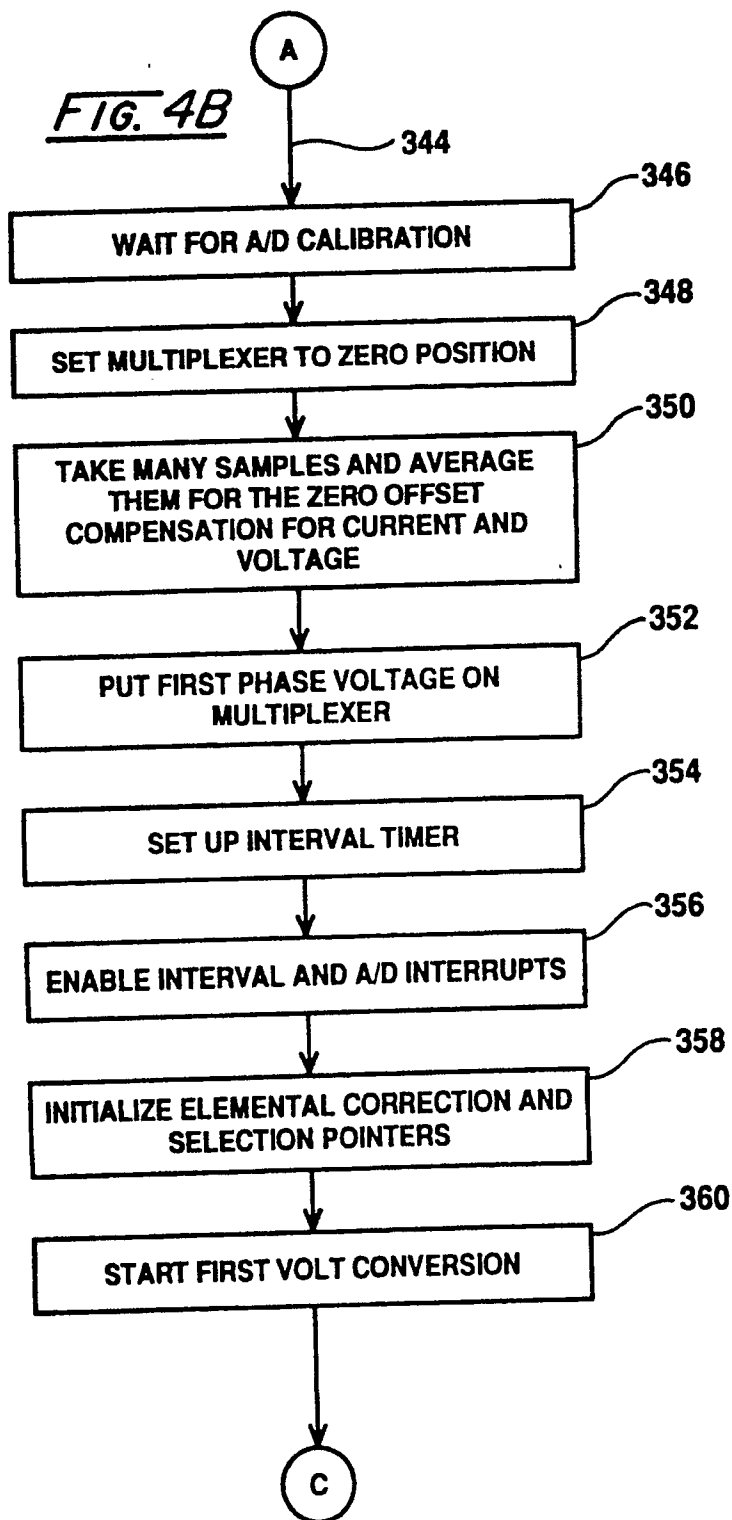 A
FIG. 4B
344
346
WAIT FOR A/D CALIBRATION
348
SET MULTIPLEXER TO ZERO POSITION
350
TAKE MANY SAMPLES AND AVERAGE
THEM FOR THE ZERO OFFSET
COMPENSATION FOR CURRENT AND
VOLTAGE
352
PUT FIRST PHASE VOLTAGE ON
MULTIPLEXER
354
SET UP INTERVAL TIMER
356
ENABLE INTERVAL AND A/D INTERRUPTS
358
INITIALIZE ELEMENTAL CORRECTION AND
SELECTION POINTERS
360
START FIRST VOLT CONVERSION
C